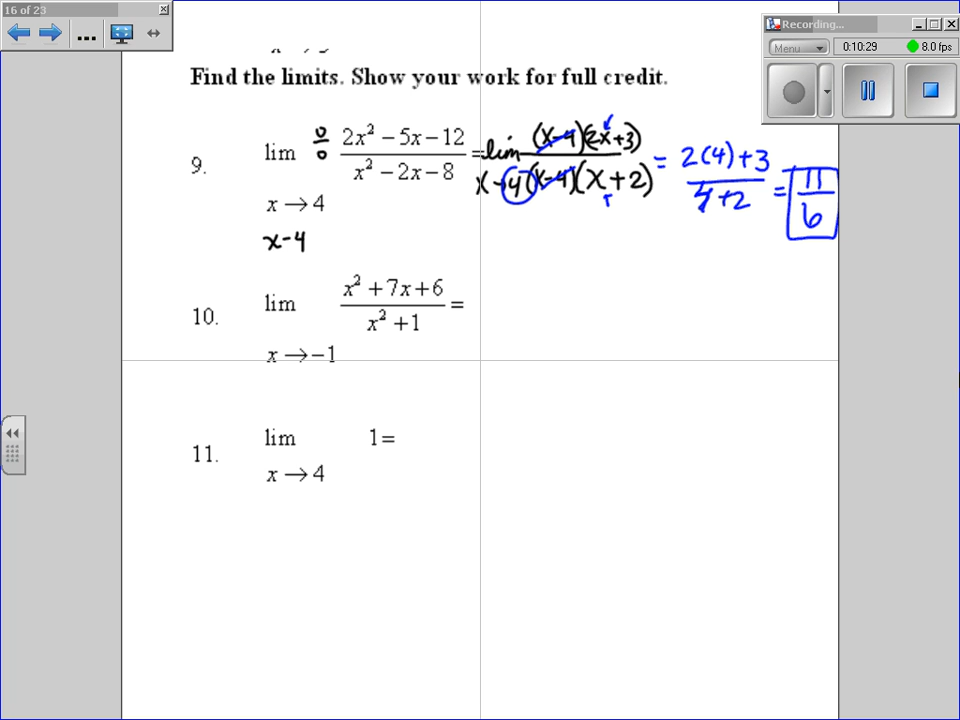 16 of 23
Recording...
Menu
0:10:29
8.0 fps
Find the limits. Show your work for full credit.
9. lim 0/0 (2x² − 5x − 12)/(x² − 2x − 8) = lim (x−4)(2x+3)/(x−4)(x+2) = (2(4)+3)/(4+2) = 11/6
x → 4 x→4
x−4
10. lim (x² + 7x + 6)/(x² + 1) =
x → −1
11. lim 1 =
x → 4